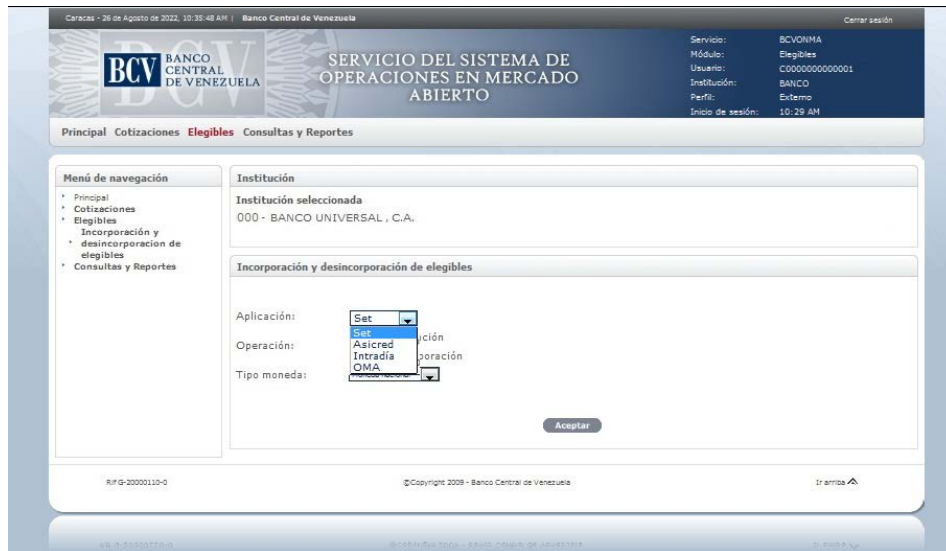 Caracas - 26 de Agosto de 2022, 10:35:48 AM | Banco Central de Venezuela
Cerrar sesión
BCV BANCO CENTRAL DE VENEZUELA
SERVICIO DEL SISTEMA DE
OPERACIONES EN MERCADO
ABIERTO
Servicio: BCVONMA
Módulo: Elegibles
Usuario: C0000000000001
Institución: BANCO
Perfil: Externo
Inicio de sesión: 10:29 AM
Principal Cotizaciones Elegibles Consultas y Reportes
Menú de navegación
Principal
Cotizaciones
Elegibles
Incorporación y
desincorporacion de
elegibles
Consultas y Reportes
Institución
Institución seleccionada
000 - BANCO UNIVERSAL , C.A.
Incorporación y desincorporación de elegibles
Aplicación: Set
Set
Asicred
Intradía
OMA
Operación:
Tipo moneda:
Aceptar
Rif G-20000110-0
©Copyright 2009 - Banco Central de Venezuela
Ir arriba